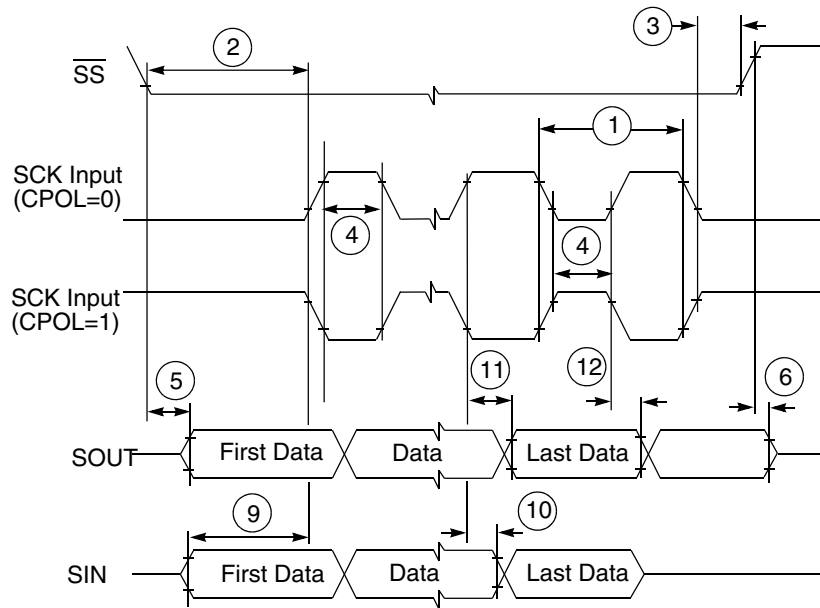 3
2
SS
1
SCK Input
(CPOL=0)
4
4
SCK Input
(CPOL=1)
5
11
12
6
SOUT
First Data
Data
Last Data
9
10
SIN
First Data
Data
Last Data